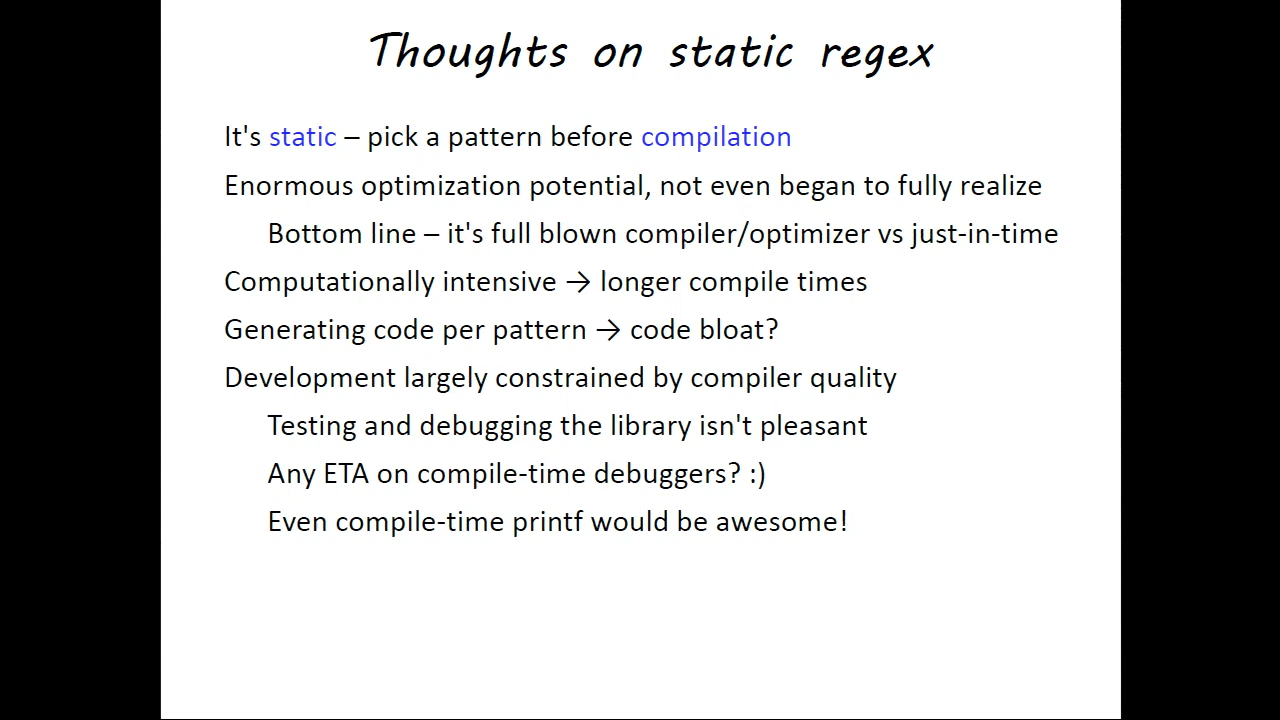 Thoughts on static regex
It's static – pick a pattern before compilation
Enormous optimization potential, not even began to fully realize
Bottom line – it's full blown compiler/optimizer vs just-in-time
Computationally intensive → longer compile times
Generating code per pattern → code bloat?
Development largely constrained by compiler quality
Testing and debugging the library isn't pleasant
Any ETA on compile-time debuggers? :)
Even compile-time printf would be awesome!